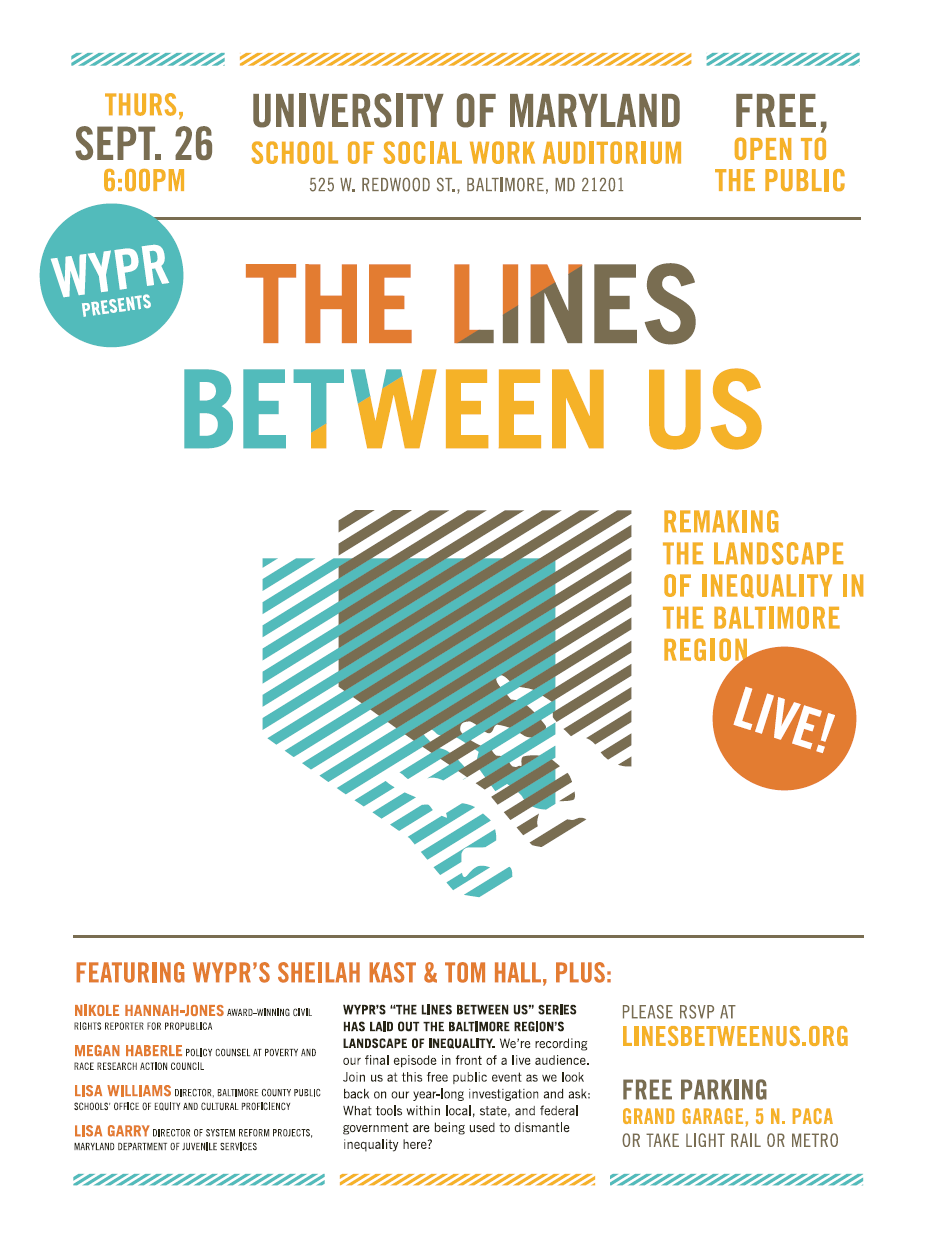 THURS,
SEPT. 26
6:00PM
UNIVERSITY OF MARYLAND
SCHOOL OF SOCIAL WORK AUDITORIUM
525 W. REDWOOD ST., BALTIMORE, MD 21201
FREE,
OPEN TO
THE PUBLIC
WYPR
PRESENTS
THE LINES
BETWEEN US
REMAKING
THE LANDSCAPE
OF INEQUALITY IN
THE BALTIMORE
REGION
LIVE!
FEATURING WYPR'S SHEILAH KAST & TOM HALL, PLUS:
NIKOLE HANNAH-JONES AWARD-WINNING CIVIL
RIGHTS REPORTER FOR PROPUBLICA
MEGAN HABERLE POLICY COUNSEL AT POVERTY AND
RACE RESEARCH ACTION COUNCIL
LISA WILLIAMS DIRECTOR, BALTIMORE COUNTY PUBLIC
SCHOOLS' OFFICE OF EQUITY AND CULTURAL PROFICIENCY
LISA GARRY DIRECTOR OF SYSTEM REFORM PROJECTS,
MARYLAND DEPARTMENT OF JUVENILE SERVICES
WYPR'S "THE LINES BETWEEN US" SERIES
HAS LAID OUT THE BALTIMORE REGION'S
LANDSCAPE OF INEQUALITY. We're recording
our final episode in front of a live audience.
Join us at this free public event as we look
back on our year-long investigation and ask:
What tools within local, state, and federal
government are being used to dismantle
inequality here?
PLEASE RSVP AT
LINESBETWEENUS.ORG
FREE PARKING
GRAND GARAGE, 5 N. PACA
OR TAKE LIGHT RAIL OR METRO